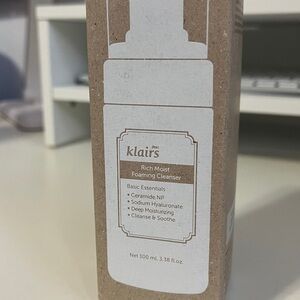 Dear,
klairs
Rich Moist
Foaming Cleanser
Basic Essentials
• Ceramide NP
• Sodium Hyaluronate
• Deep Moisturizing
• Cleanse & Soothe
Net 100 ml, 3.38 fl.oz.